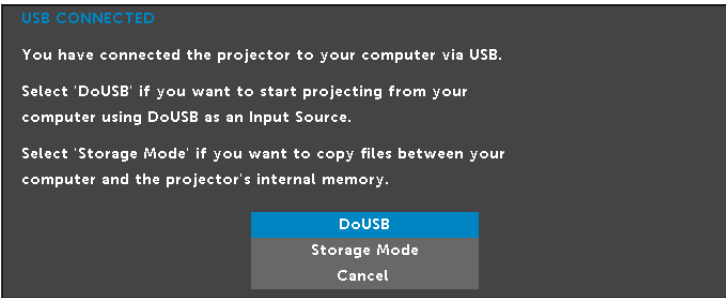 USB CONNECTED
You have connected the projector to your computer via USB.
Select 'DoUSB' if you want to start projecting from your
computer using DoUSB as an Input Source.
Select 'Storage Mode' if you want to copy files between your
computer and the projector's internal memory.
DoUSB
Storage Mode
Cancel